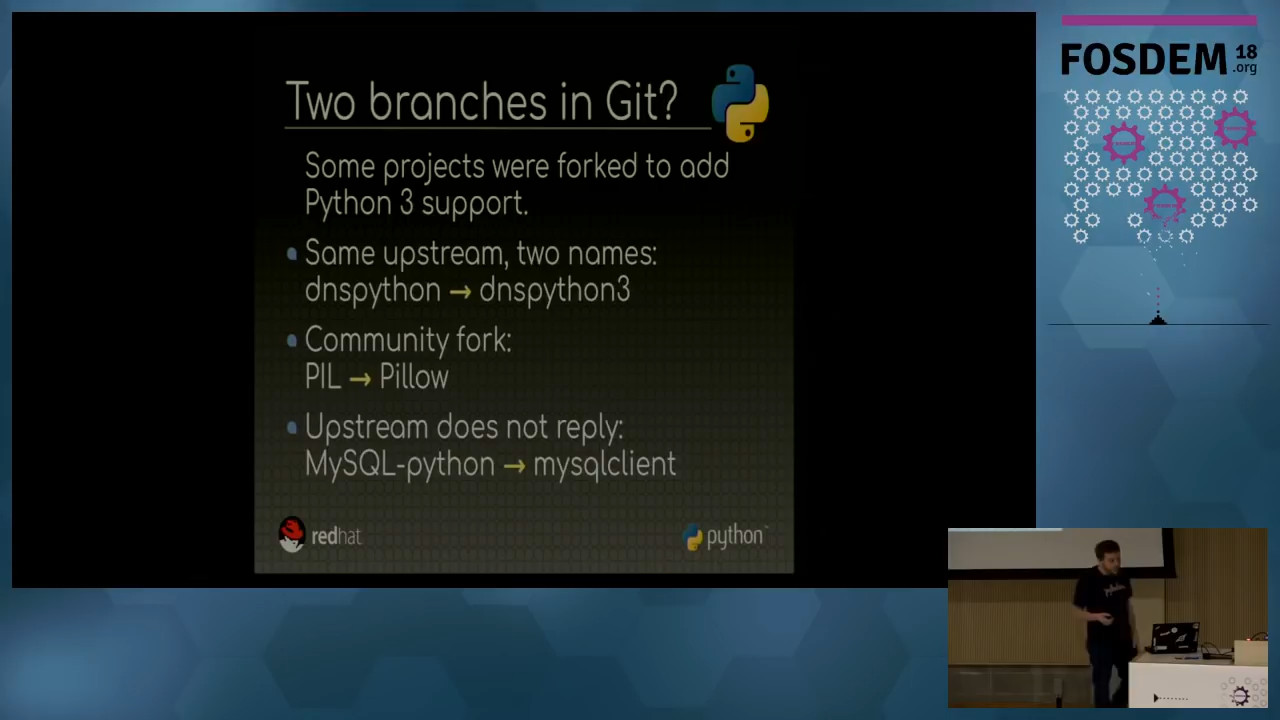 Two branches in Git?
Some projects were forked to add
Python 3 support.
Same upstream, two names:
dnspython → dnspython3
Community fork:
PIL → Pillow
Upstream does not reply:
MySQL-python → mysqlclient
redhat
python
FOSDEM 18
.org